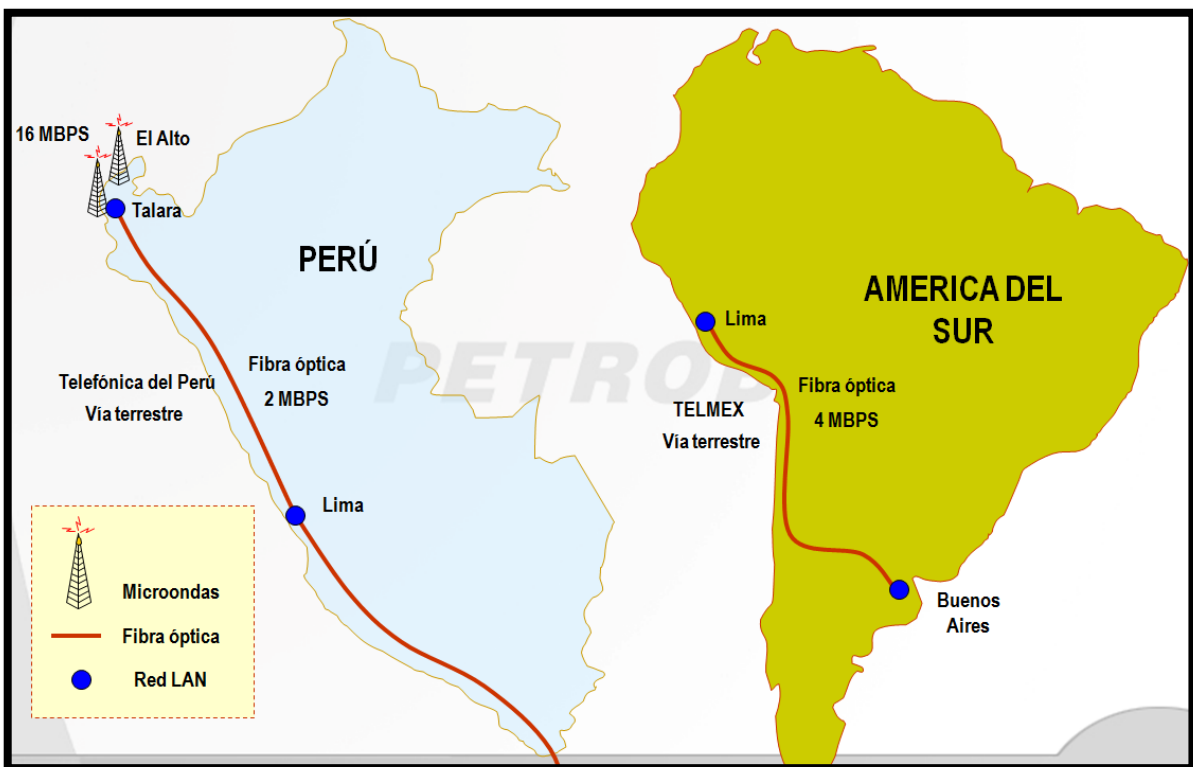 16 MBPS
El Alto
Talara
PERÚ
Fibra óptica
2 MBPS
Telefónica del Perú
Vía terrestre
Lima
Microondas
Fibra óptica
Red LAN
AMERICA DEL
SUR
Lima
Fibra óptica
4 MBPS
TELMEX
Vía terrestre
Buenos
Aires